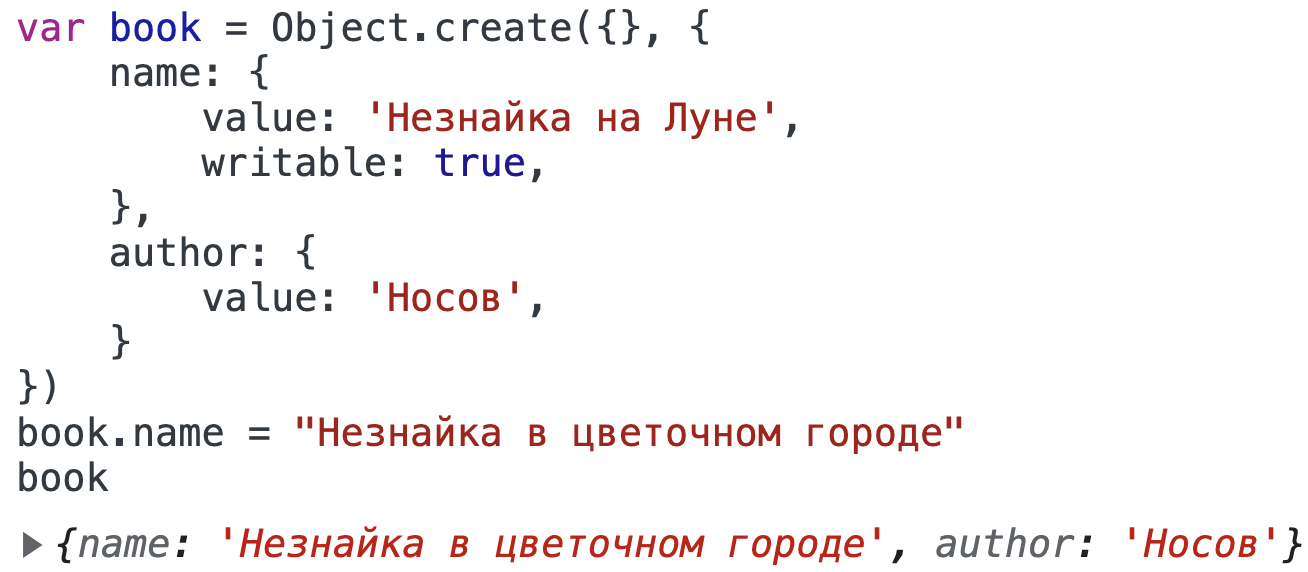 var book = Object.create({}, {
    name: {
        value: 'Незнайка на Луне',
        writable: true,
    },
    author: {
        value: 'Носов',
    }
})
book.name = "Незнайка в цветочном городе"
book
▶ {name: 'Незнайка в цветочном городе', author: 'Носов'}